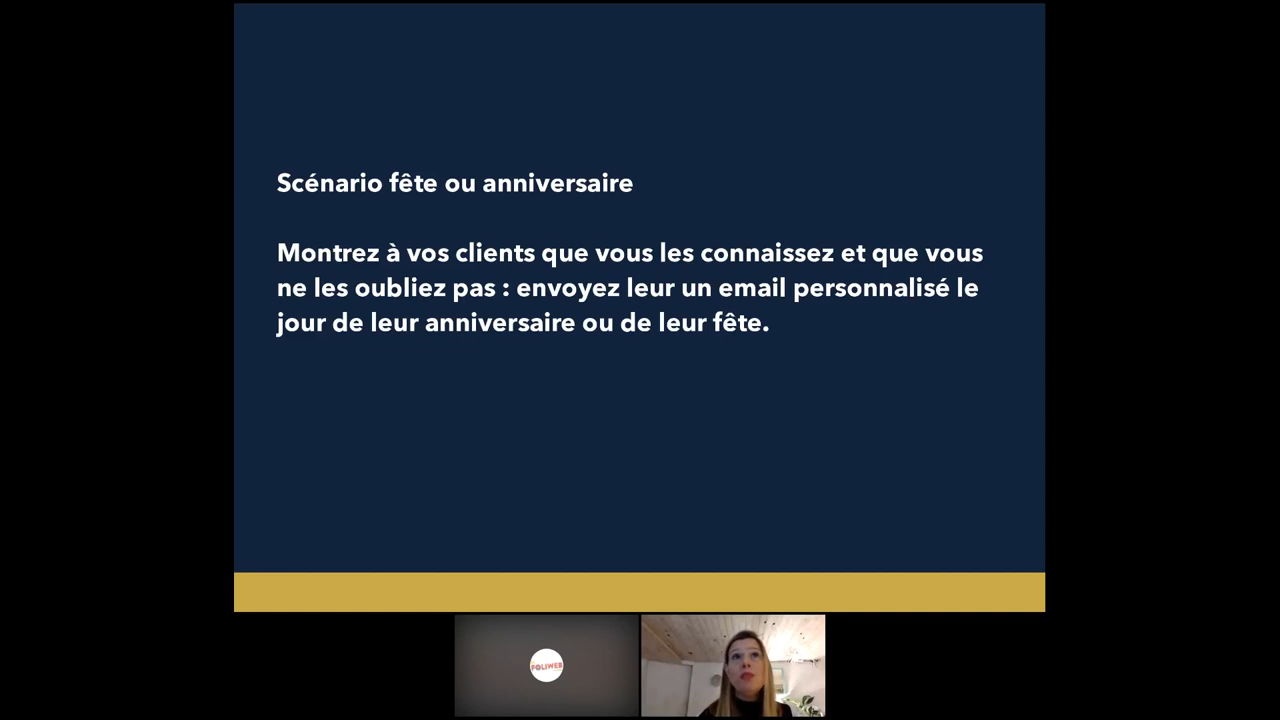 Scénario fête ou anniversaire
Montrez à vos clients que vous les connaissez et que vous
ne les oubliez pas : envoyez leur un email personnalisé le
jour de leur anniversaire ou de leur fête.
FOLIWEB